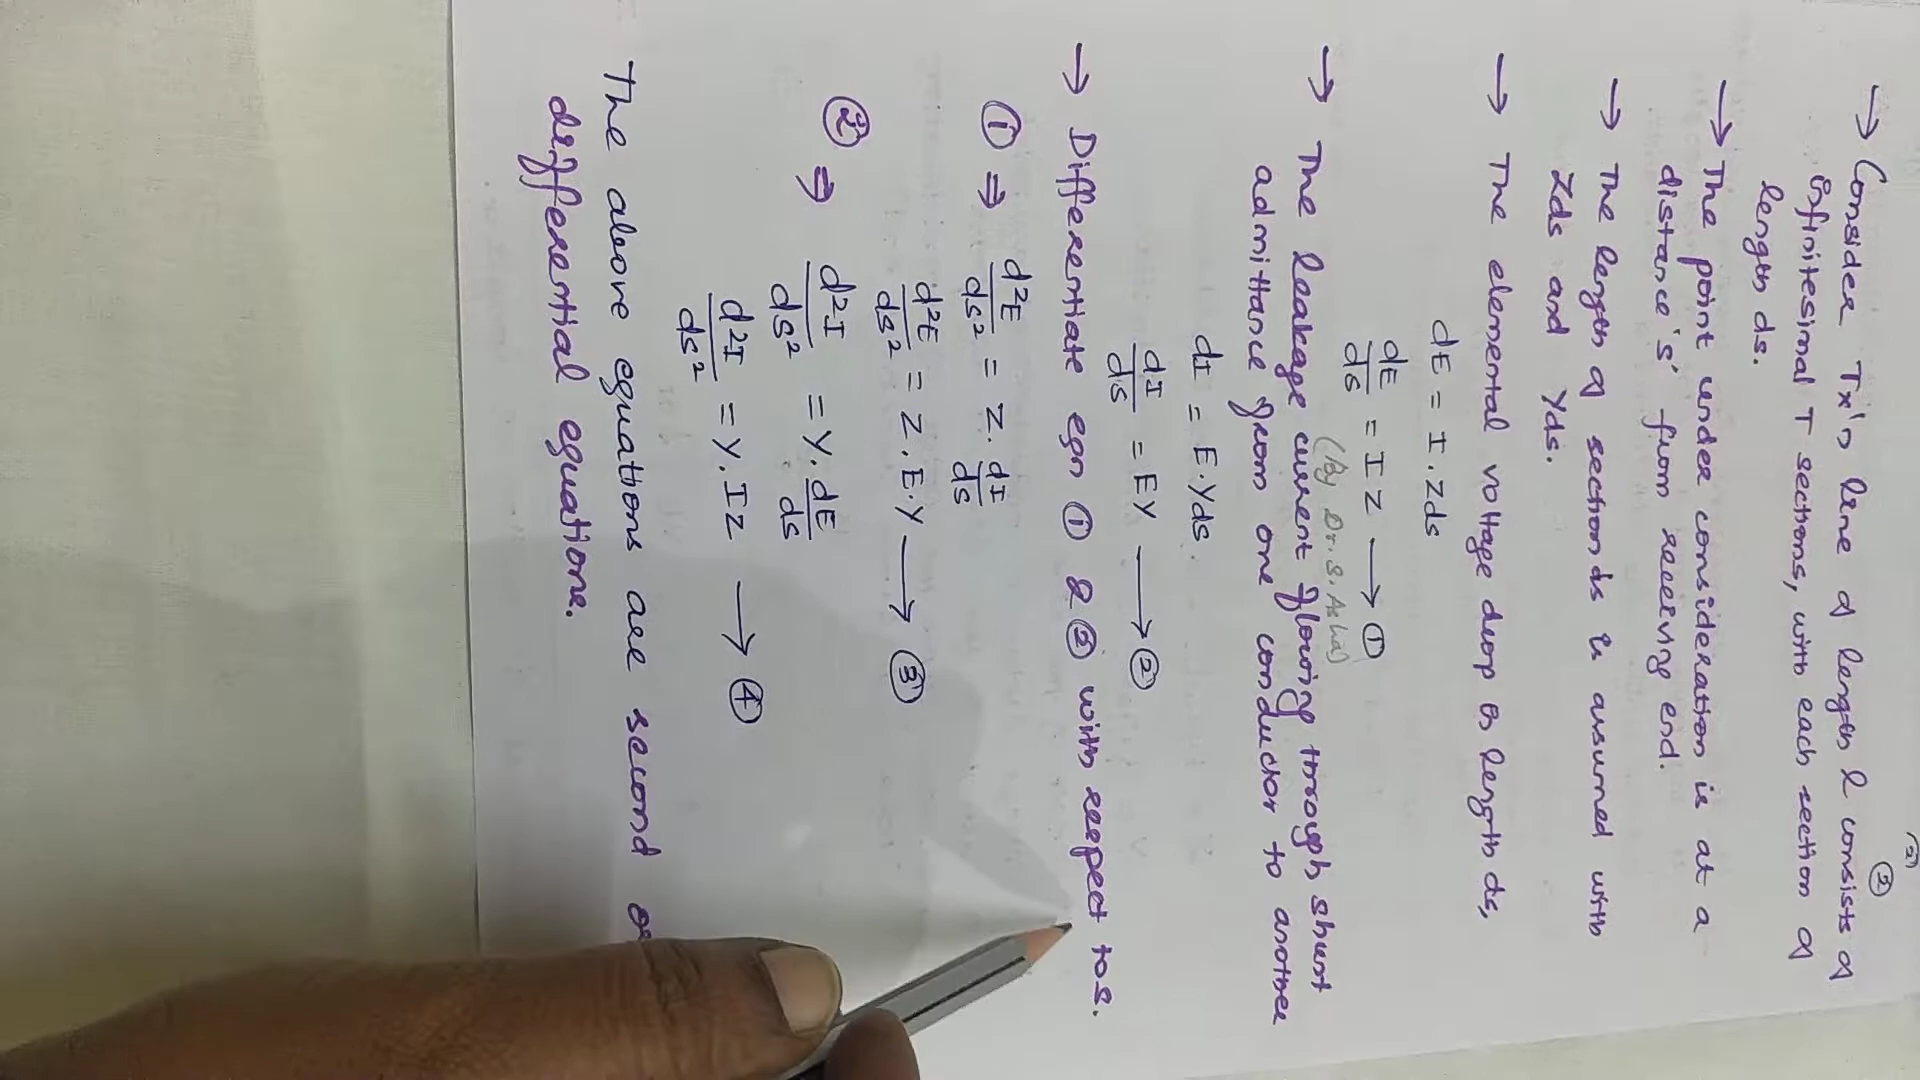 ②
→ Consider Tx'n line of length l consists of
infinitesimal T sections, with each section of
length ds.
→ The point under consideration is at a
distance 's' from receiving end.
→ The length of section ds is assumed with
Zds and Yds.
→ The elemental voltage drop in length ds,
dE = I.Zds
dE/ds = IZ → ①
(By Dr.S.Asha)
→ The leakage current flowing through shunt
admittance from one conductor to another
dI = E.Yds.
dI/ds = EY → ②
→ Differentiate eqn ① & ② with respect to s.
① ⇒ d²E/ds² = Z.dI/ds
d²E/ds² = Z.E.Y → ③
② ⇒ d²I/ds² = Y.dE/ds
d²I/ds² = Y.IZ → ④
The above equations are second
differential equations.